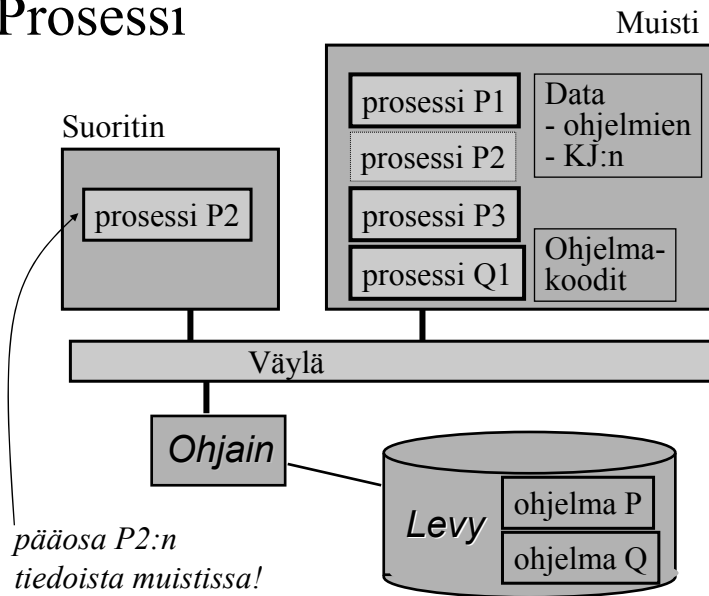 Prosessi
Muisti
Suoritin
prosessi P1
prosessi P2
prosessi P3
prosessi Q1
Data
- ohjelmien
- KJ:n
Ohjelma-
koodit
prosessi P2
Väylä
Ohjain
Levy
ohjelma P
ohjelma Q
pääosa P2:n
tiedoista muistissa!